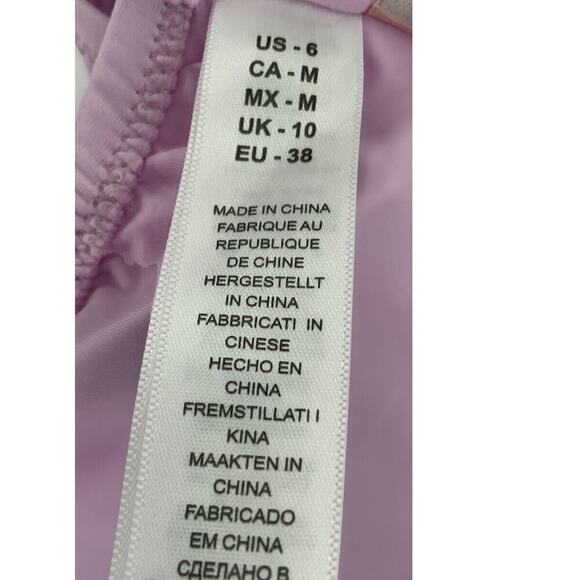 US - 6
CA - M
MX - M
UK - 10
EU - 38
MADE IN CHINA
FABRIQUE AU
REPUBLIQUE
DE CHINE
HERGESTELLT
IN CHINA
FABBRICATI IN
CINESE
HECHO EN
CHINA
FREMSTILLAT I
KINA
MAAKTEN IN
CHINA
FABRICADO
EM CHINA
СДЕЛАНО В